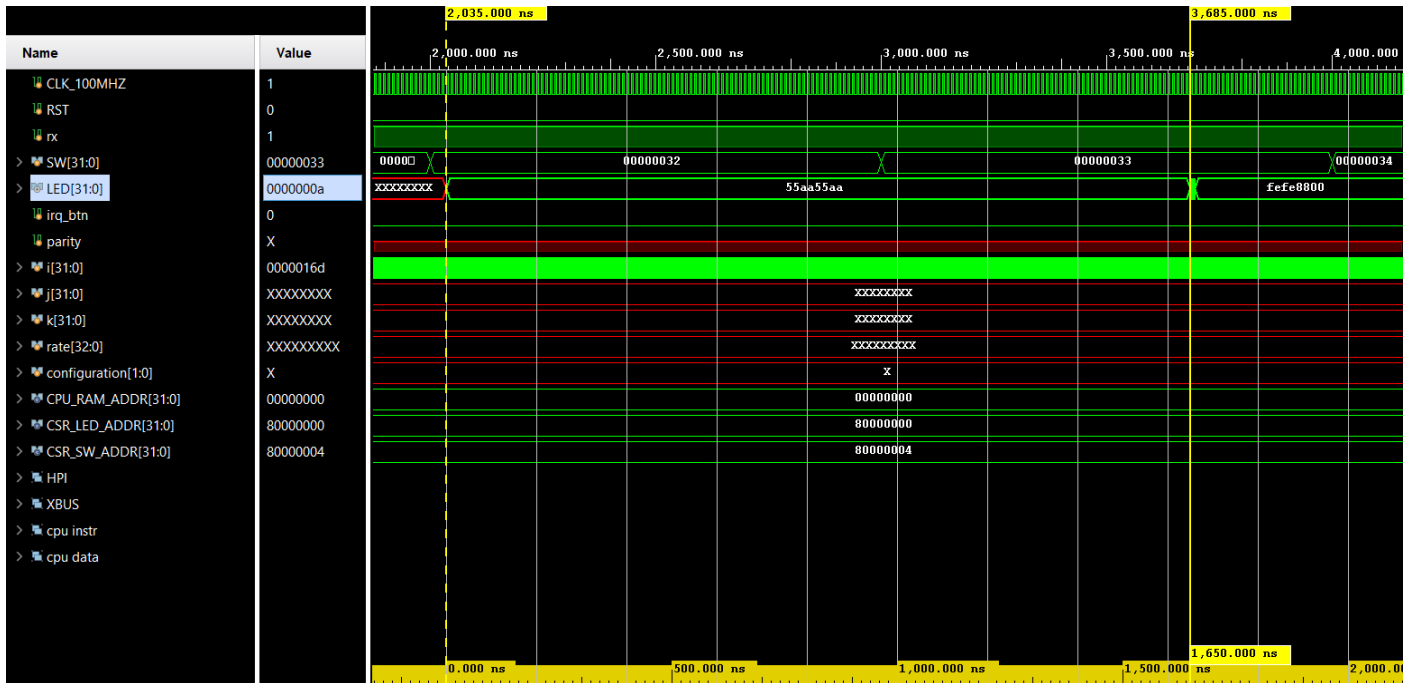 2,035.000 ns 3,685.000 ns
Name Value 2,000.000 ns 2,500.000 ns 3,000.000 ns 3,500.000 ns 4,000.000
CLK_100MHZ 1
RST 0
rx 1
SW[31:0] 00000033 0000 00000032 00000033 00000034
LED[31:0] 0000000a XXXXXXXX 55aa55aa fefe8800
irq_btn 0
parity X
i[31:0] 0000016d
j[31:0] XXXXXXXX XXXXXXXX
k[31:0] XXXXXXXX XXXXXXXX
rate[32:0] XXXXXXXXX XXXXXXXXX
configuration[1:0] X X
CPU_RAM_ADDR[31:0] 00000000 00000000
CSR_LED_ADDR[31:0] 80000000 80000000
CSR_SW_ADDR[31:0] 80000004 80000004
HPI
XBUS
cpu instr
cpu data
1,650.000 ns
0.000 ns 500.000 ns 1,000.000 ns 1,500.000 ns 2,000.0